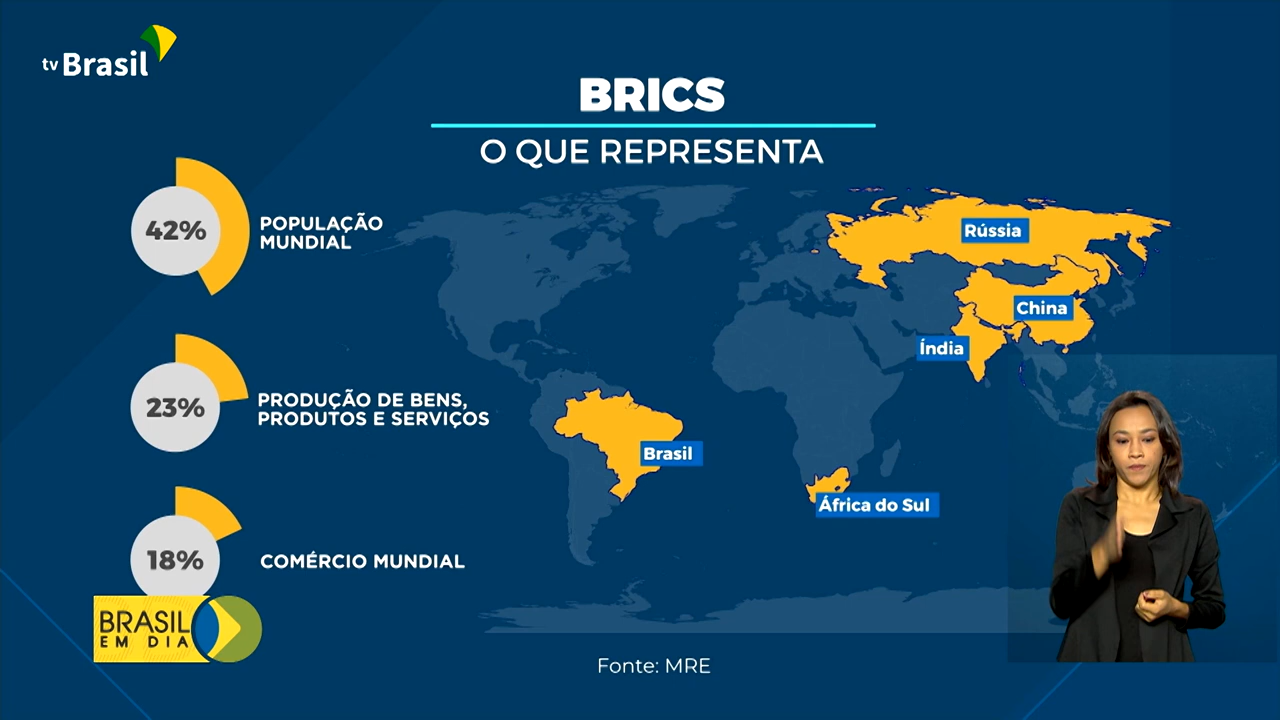 tv Brasil
BRICS
O QUE REPRESENTA
42%
POPULAÇÃO
MUNDIAL
23%
PRODUÇÃO DE BENS,
PRODUTOS E SERVIÇOS
18%
COMÉRCIO MUNDIAL
Rússia
China
Índia
Brasil
África do Sul
BRASIL
EM DIA
Fonte: MRE